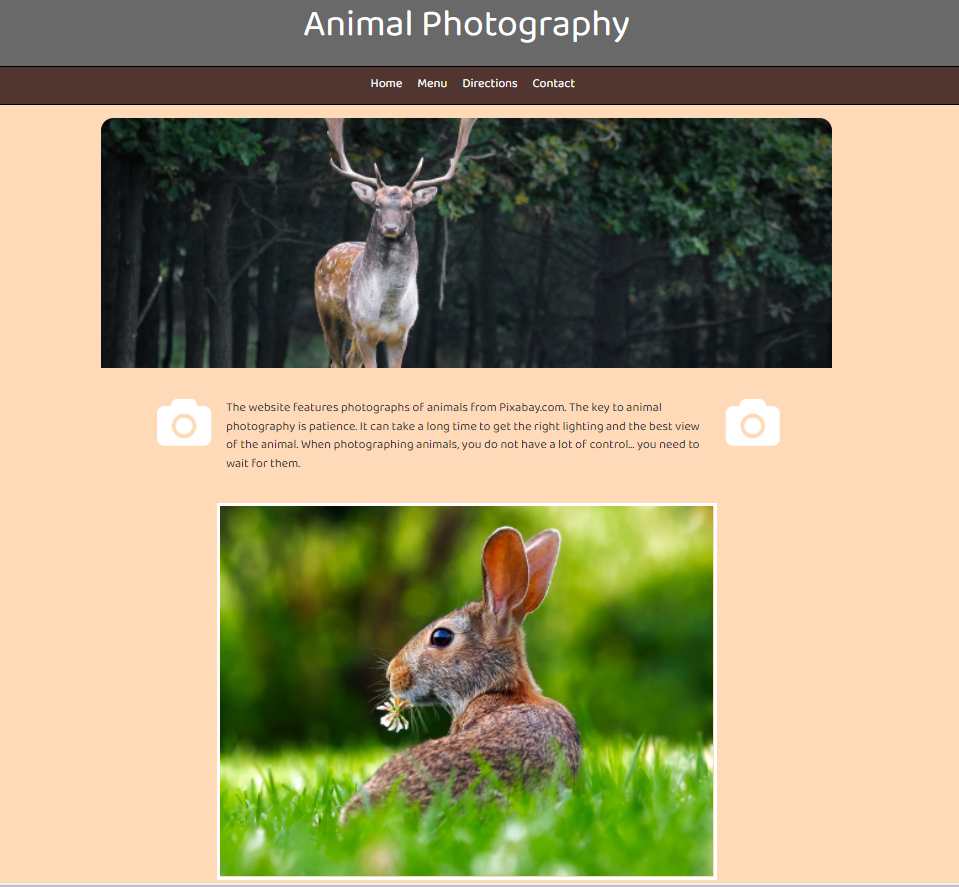 Animal Photography
Home Menu Directions Contact
The website features photographs of animals from Pixabay.com. The key to animal
photography is patience. It can take a long time to get the right lighting and the best view
of the animal. When photographing animals, you do not have a lot of control... you need to
wait for them.